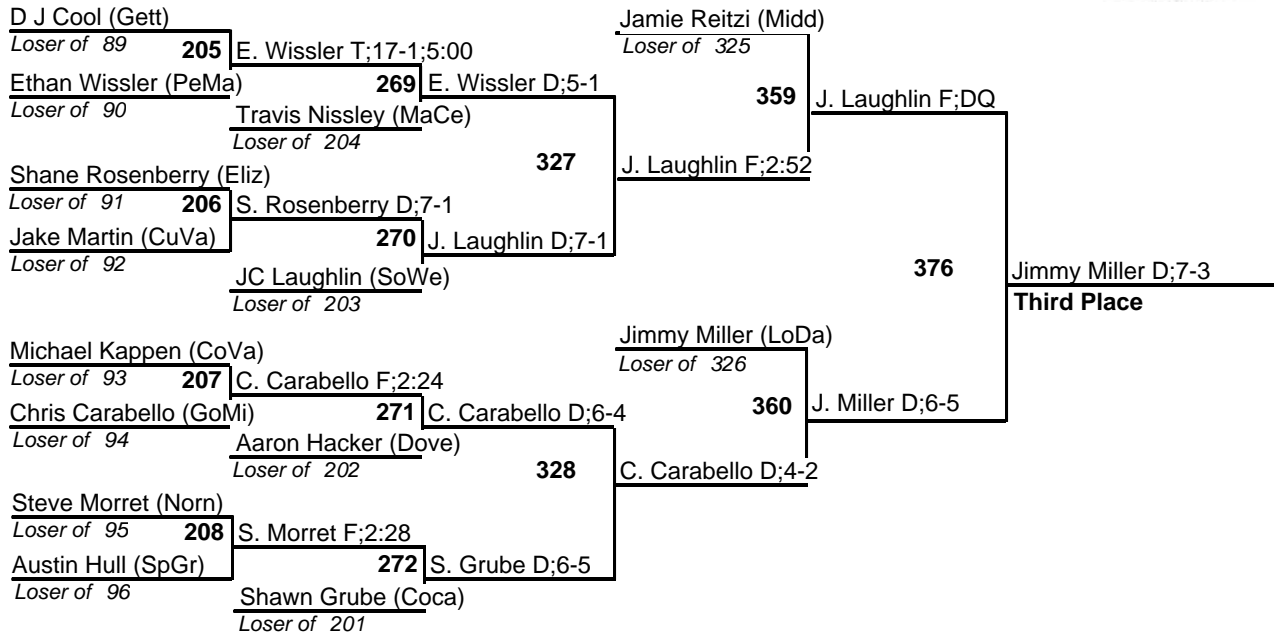 D J Cool (Gett)
Loser of 89
205
E. Wissler T;17-1;5:00
Ethan Wissler (PeMa)
Loser of 90
269
E. Wissler D;5-1
Travis Nissley (MaCe)
Loser of 204
Shane Rosenberry (Eliz)
Loser of 91
206
S. Rosenberry D;7-1
Jake Martin (CuVa)
Loser of 92
270
J. Laughlin D;7-1
JC Laughlin (SoWe)
Loser of 203
327
Jamie Reitzi (Midd)
Loser of 325
359
J. Laughlin F;DQ
J. Laughlin F;2:52
376
Jimmy Miller D;7-3
Third Place
Michael Kappen (CoVa)
Loser of 93
207
C. Carabello F;2:24
Chris Carabello (GoMi)
Loser of 94
271
C. Carabello D;6-4
Aaron Hacker (Dove)
Loser of 202
328
Steve Morret (Norn)
Loser of 95
208
S. Morret F;2:28
Austin Hull (SpGr)
Loser of 96
272
S. Grube D;6-5
Shawn Grube (Coca)
Loser of 201
Jimmy Miller (LoDa)
Loser of 326
360
J. Miller D;6-5
C. Carabello D;4-2